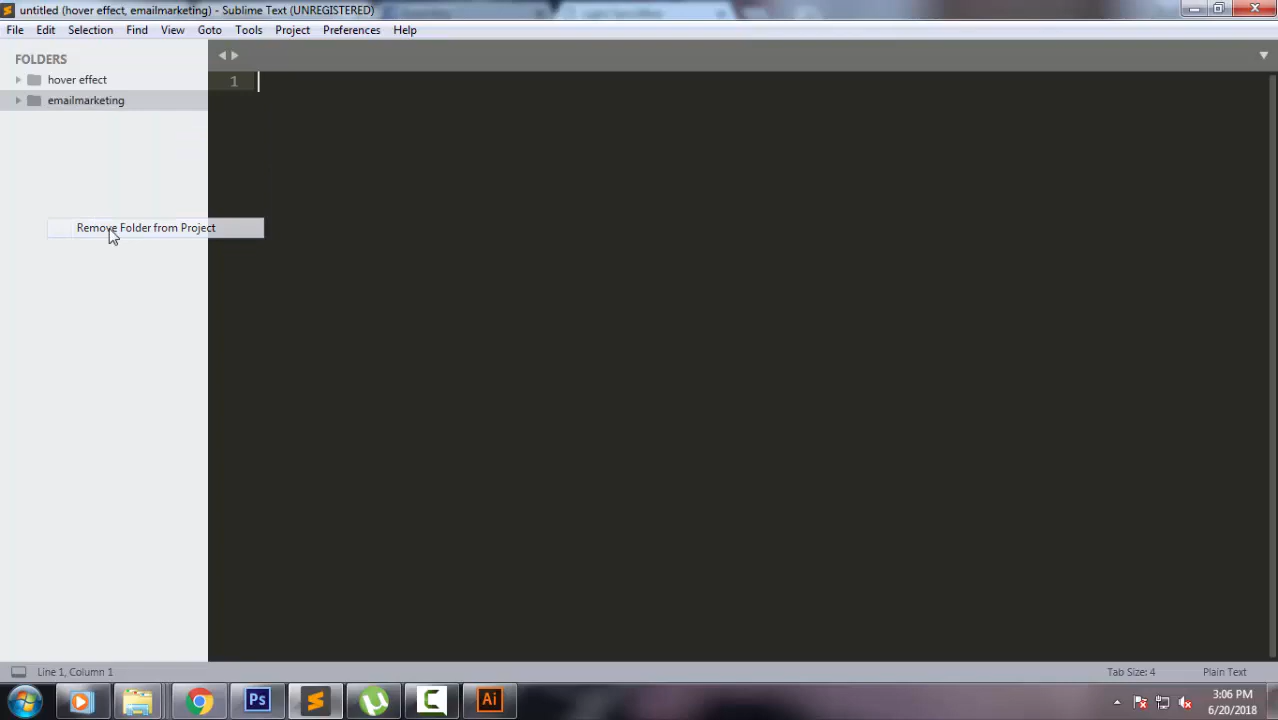 untitled (hover effect, emailmarketing) - Sublime Text (UNREGISTERED)
File Edit Selection Find View Goto Tools Project Preferences Help
FOLDERS
hover effect
emailmarketing
1
Remove Folder from Project
Line 1, Column 1
Tab Size: 4
Plain Text
Ps
C
Ai
3:06 PM
6/20/2018